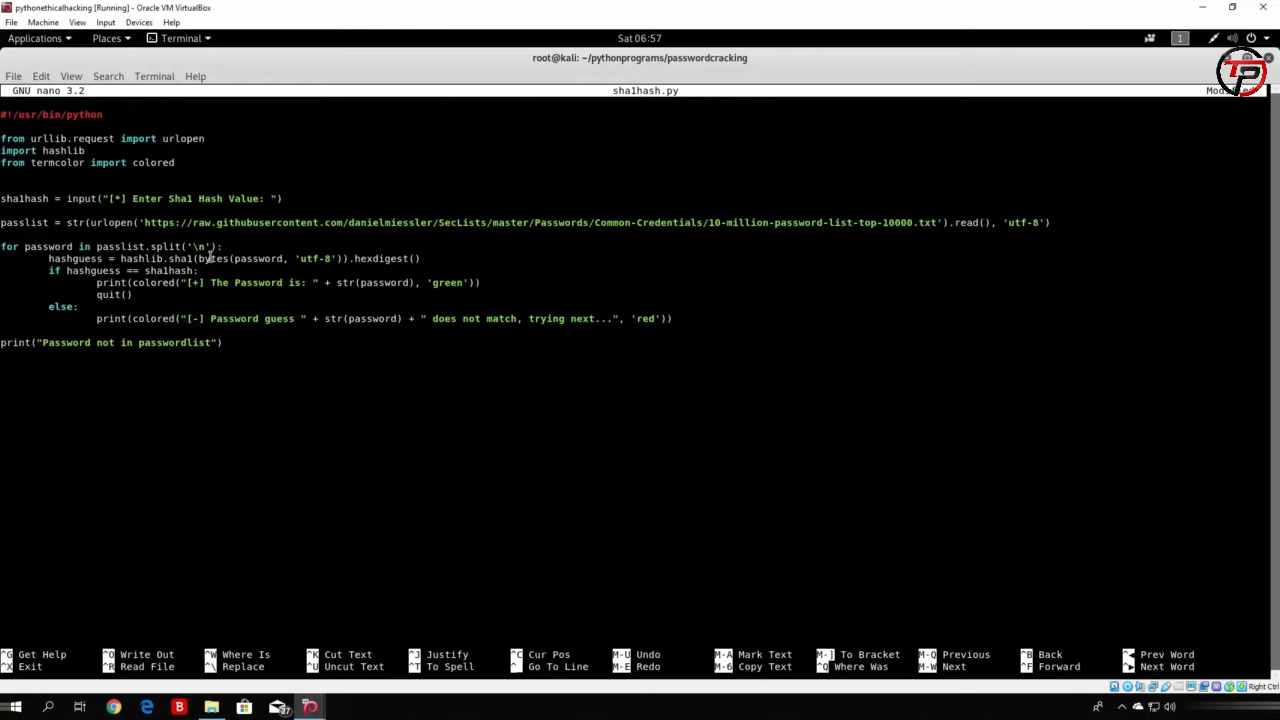 pythonethicalhacking [Running] - Oracle VM VirtualBox
File Machine View Input Devices Help
Applications Places Terminal Sat 06:57 1
root@kali: ~/pythonprograms/passwordcracking
TP
File Edit View Search Terminal Help
GNU nano 3.2 sha1hash.py
#!/usr/bin/python
from urllib.request import urlopen
import hashlib
from termcolor import colored
sha1hash = input("[*] Enter Sha1 Hash Value: ")
passlist = str(urlopen('https://raw.githubusercontent.com/danielmiessler/SecLists/master/Passwords/Common-Credentials/10-million-password-list-top-10000.txt').read(), 'utf-8')
for password in passlist.split('\n'):
hashguess = hashlib.sha1(bytes(password, 'utf-8')).hexdigest()
if hashguess == sha1hash:
print(colored("[+] The Password is: " + str(password), 'green'))
quit()
else:
print(colored("[-] Password guess " + str(password) + " does not match, trying next...", 'red'))
print("Password not in passwordlist")
^G Get Help ^O Write Out ^W Where Is ^K Cut Text ^J Justify ^C Cur Pos M-U Undo M-A Mark Text M-] To Bracket M-Q Previous ^B Back Prev Word
^X Exit ^R Read File ^\ Replace ^U Uncut Text ^T To Spell ^_ Go To Line M-E Redo M-6 Copy Text ^Q Where Was M-W Next ^F Forward Next Word
Right Ctrl